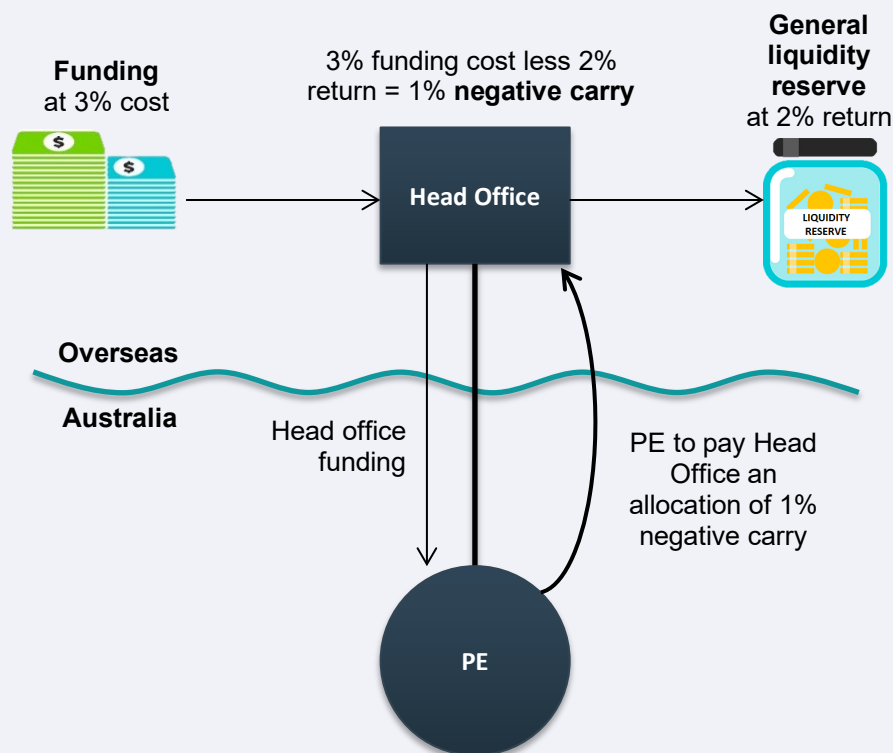 Funding
at 3% cost
$
$
3% funding cost less 2%
return = 1% negative carry
General
liquidity
reserve
at 2% return
Head Office
LIQUIDITY
RESERVE
Overseas
Australia
Head office
funding
PE to pay Head
Office an
allocation of 1%
negative carry
PE